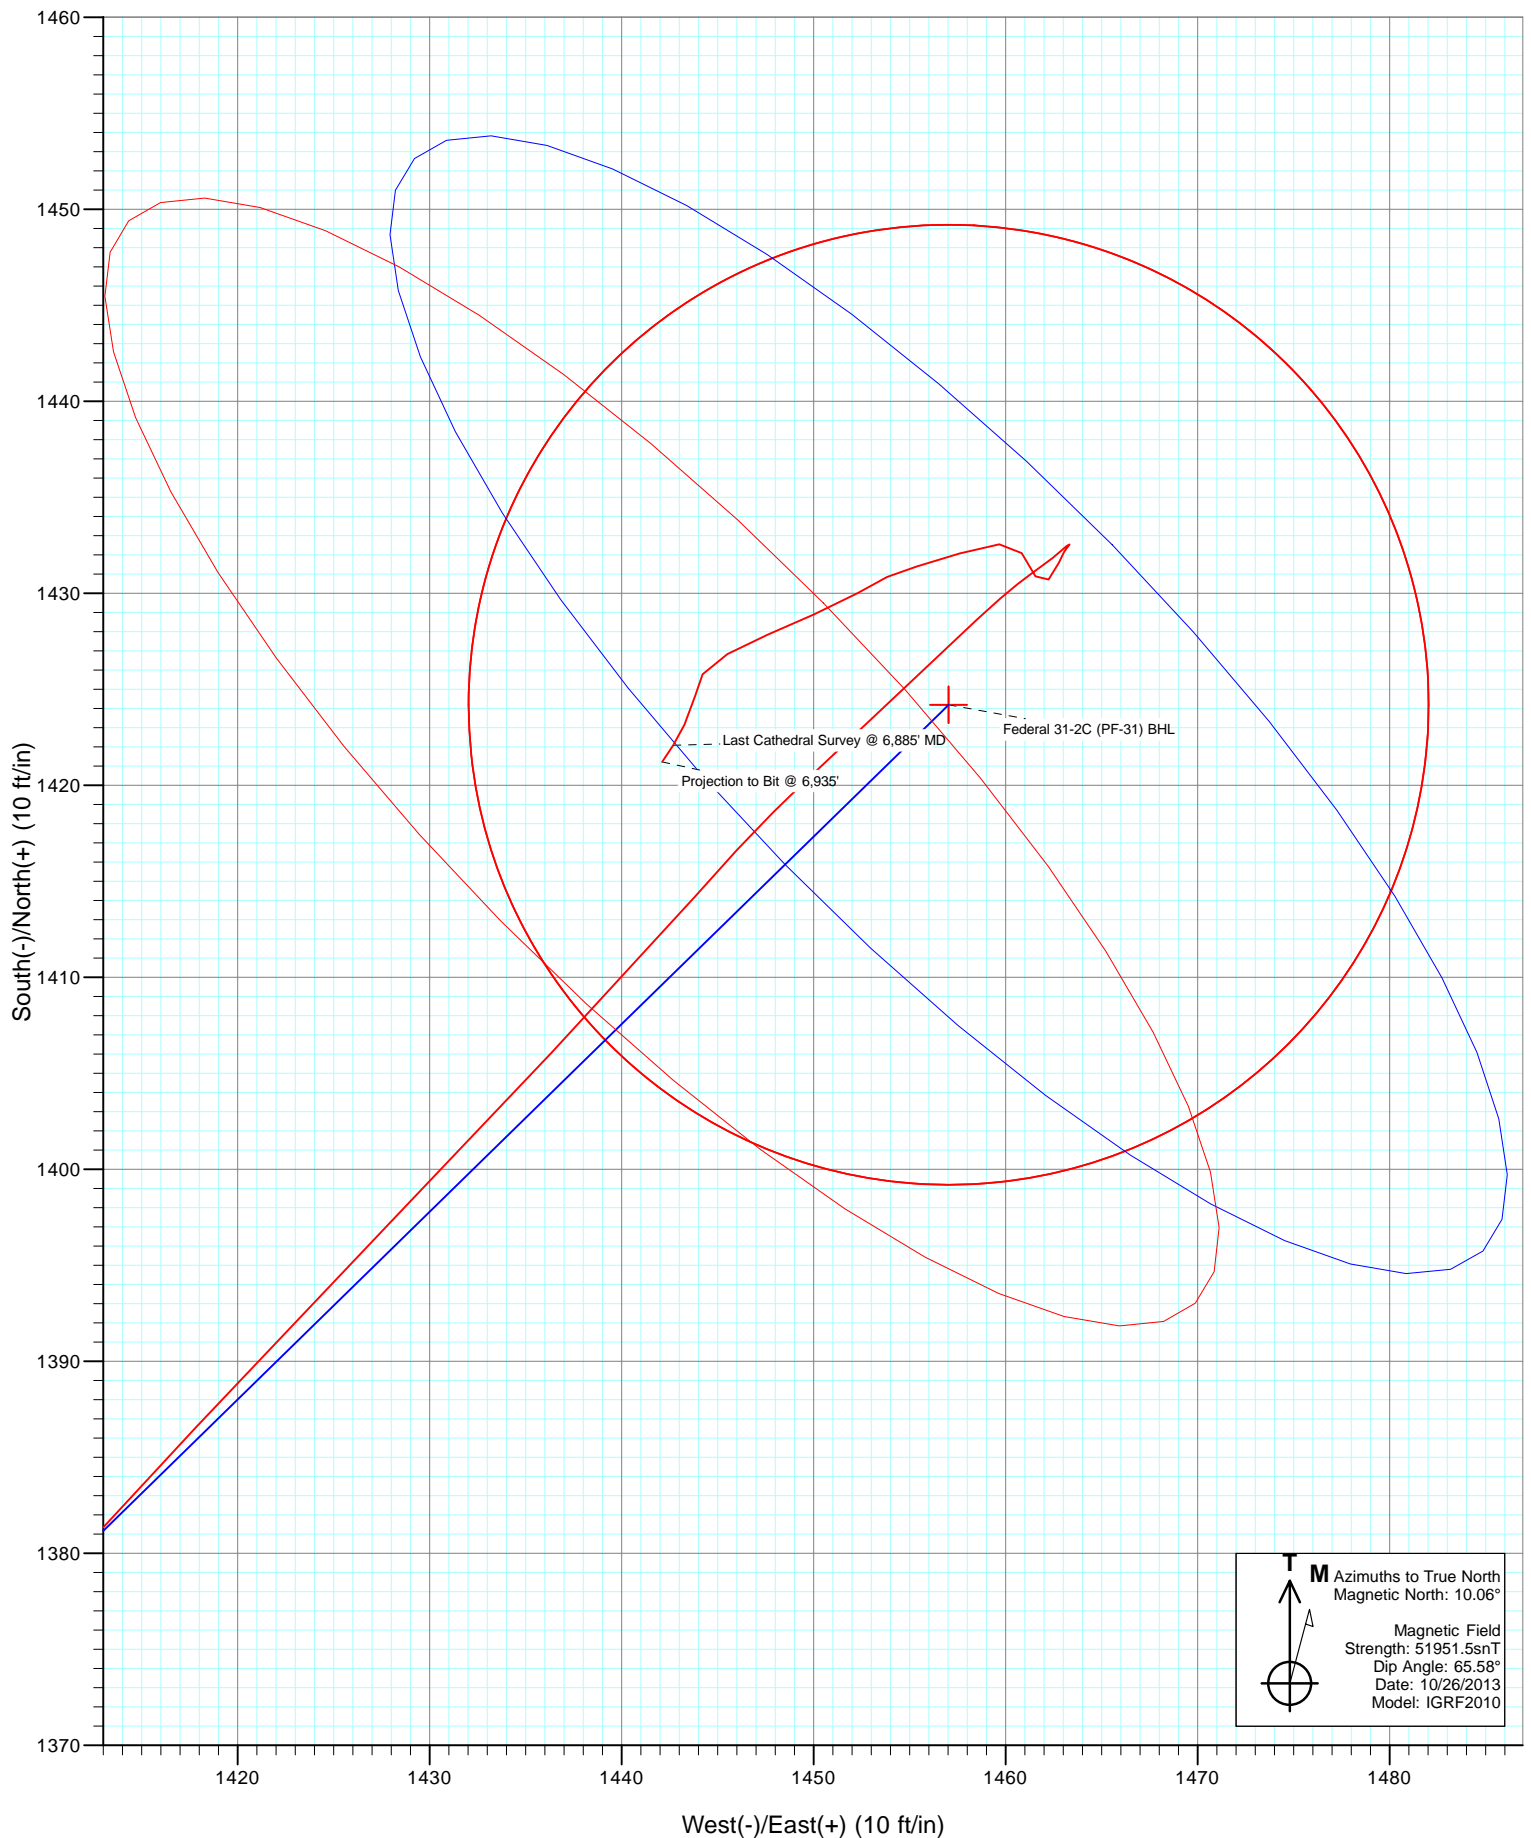 1460
1450
1440
1430
1420
1410
1400
1390
1380
1370
South(-)/North(+) (10 ft/in)
Federal 31-2C (PF-31) BHL
Last Cathedral Survey @ 6,885' MD
Projection to Bit @ 6,935'
T
M
Azimuths to True North
Magnetic North: 10.06°
Magnetic Field
Strength: 51951.5snT
Dip Angle: 65.58°
Date: 10/26/2013
Model: IGRF2010
1420
1430
1440
1450
1460
1470
1480
West(-)/East(+) (10 ft/in)